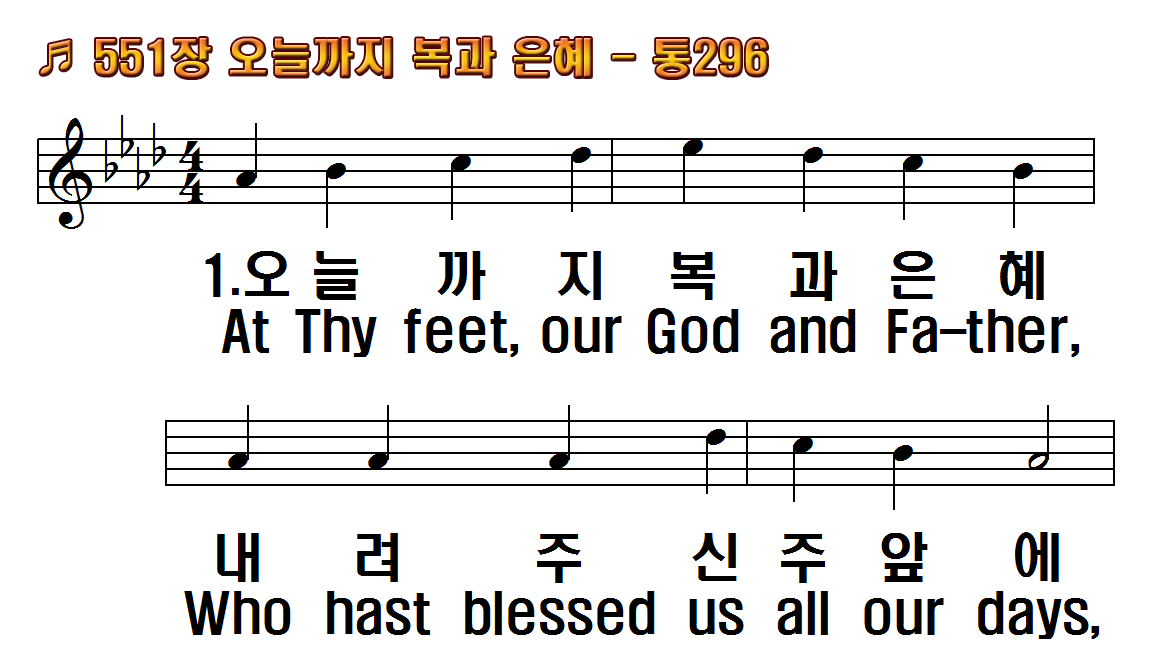 ♬ 551장 오늘까지 복과 은혜 - 통296
4
4
1.오 늘 까 지 복 과 은 혜
At Thy feet, our God and Fa-ther,
내 려 주 신 주 앞 에
Who hast blessed us all our days,